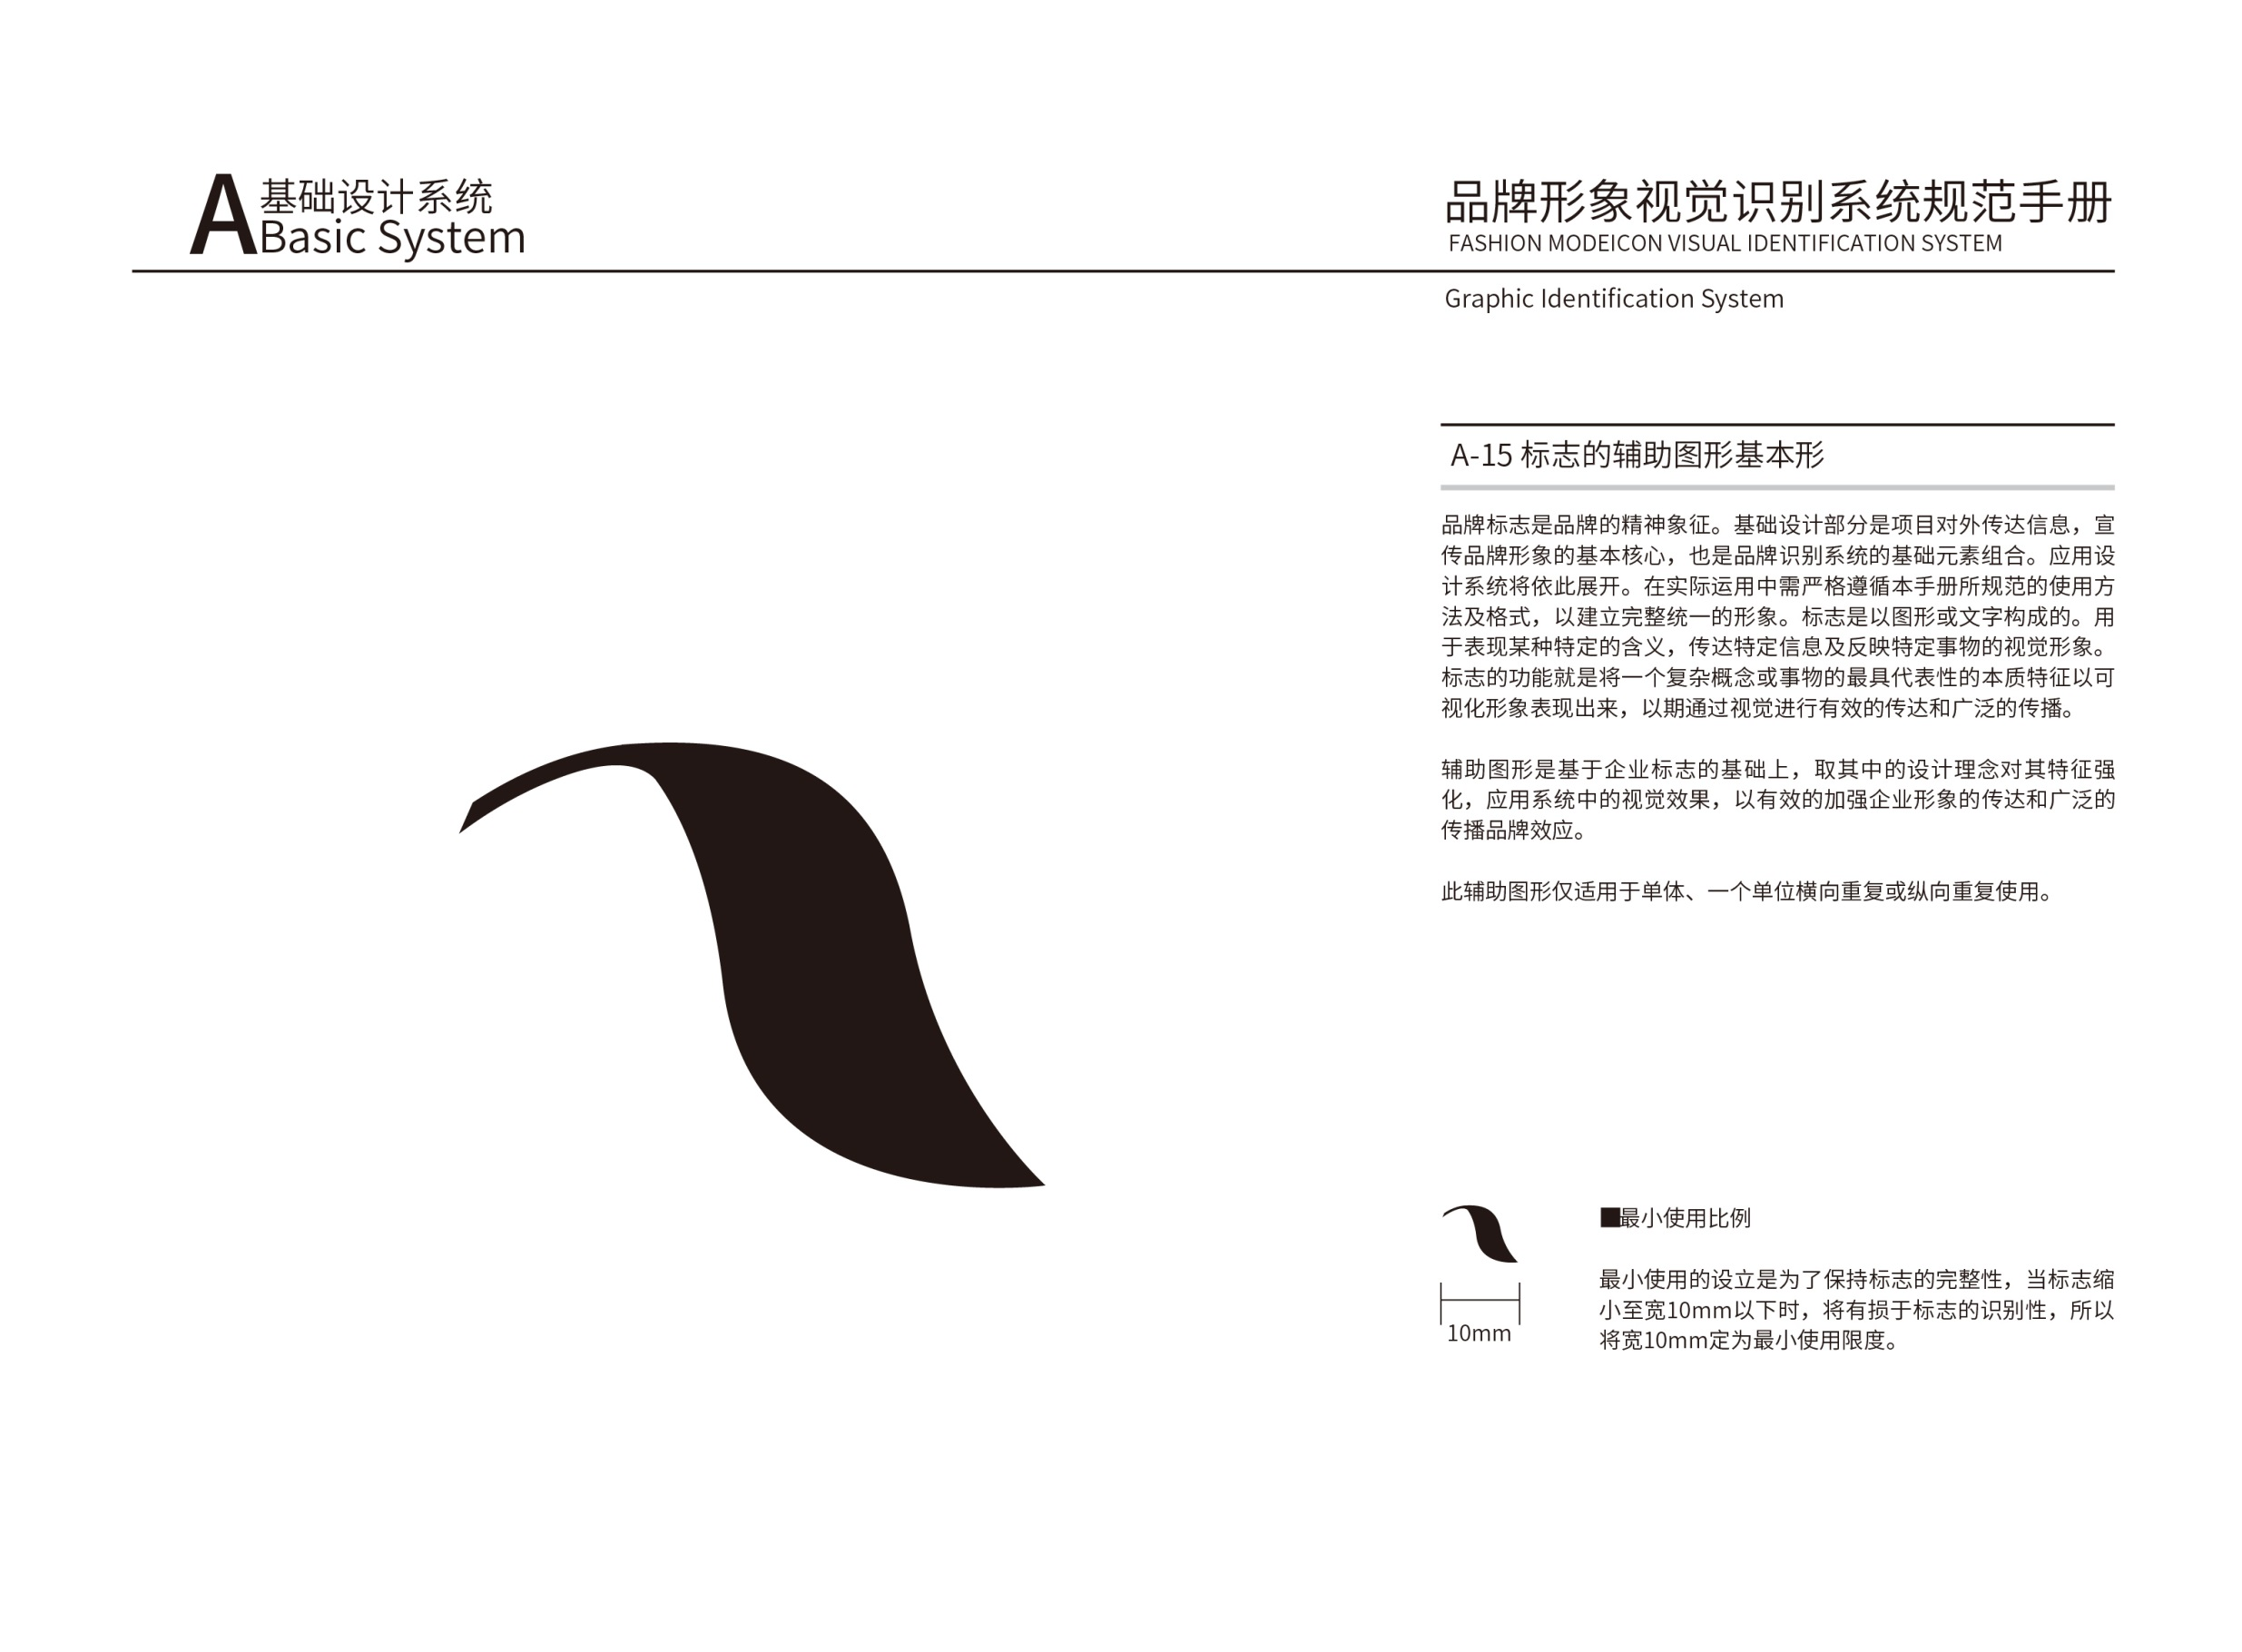 A
基础设计系统
Basic System
品牌形象视觉识别系统规范手册
FASHION MODEICON VISUAL IDENTIFICATION SYSTEM
Graphic Identification System
A-15 标志的辅助图形基本形
品牌标志是品牌的精神象征。基础设计部分是项目对外传达信息，宣
传品牌形象的基本核心，也是品牌识别系统的基础元素组合。应用设
计系统将依此展开。在实际运用中需严格遵循本手册所规范的使用方
法及格式，以建立完整统一的形象。标志是以图形或文字构成的。用
于表现某种特定的含义，传达特定信息及反映特定事物的视觉形象。
标志的功能就是将一个复杂概念或事物的最具代表性的本质特征以可
视化形象表现出来，以期通过视觉进行有效的传达和广泛的传播。
辅助图形是基于企业标志的基础上，取其中的设计理念对其特征强
化，应用系统中的视觉效果，以有效的加强企业形象的传达和广泛的
传播品牌效应。
此辅助图形仅适用于单体、一个单位横向重复或纵向重复使用。
■最小使用比例
最小使用的设立是为了保持标志的完整性，当标志缩
小至宽10mm以下时，将有损于标志的识别性，所以
将宽10mm定为最小使用限度。
10mm